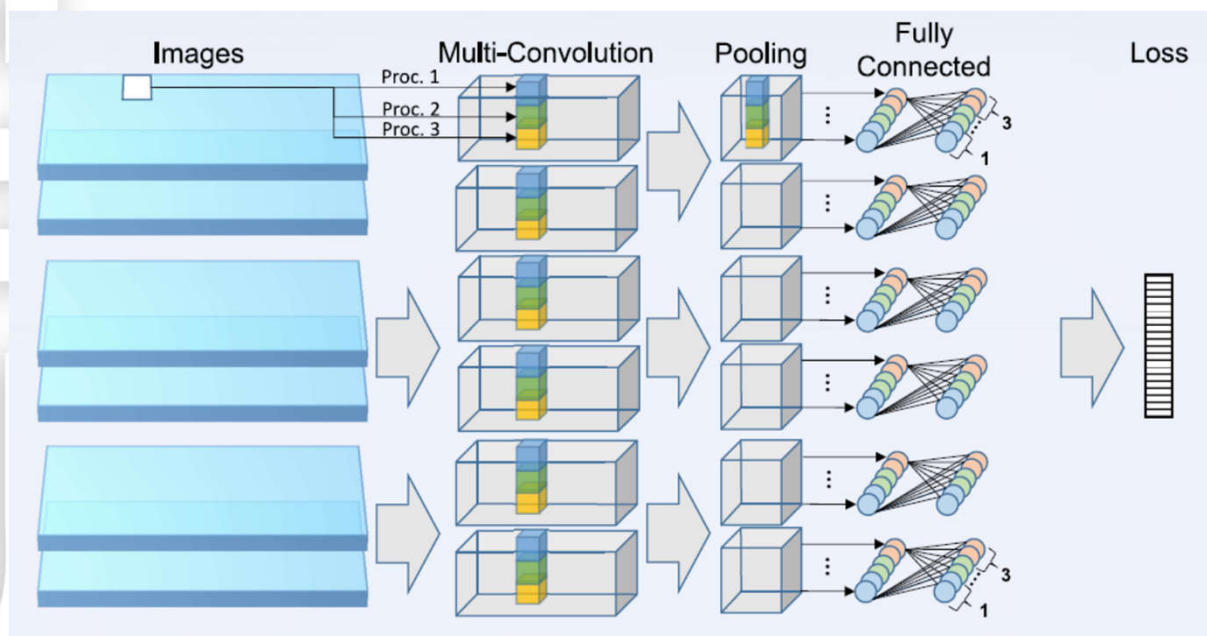 Images
Multi-Convolution
Pooling
Fully
Connected
Loss
Proc. 1
Proc. 2
Proc. 3
⋮
3
1
⋮
⋮
⋮
⋮
⋮
3
1